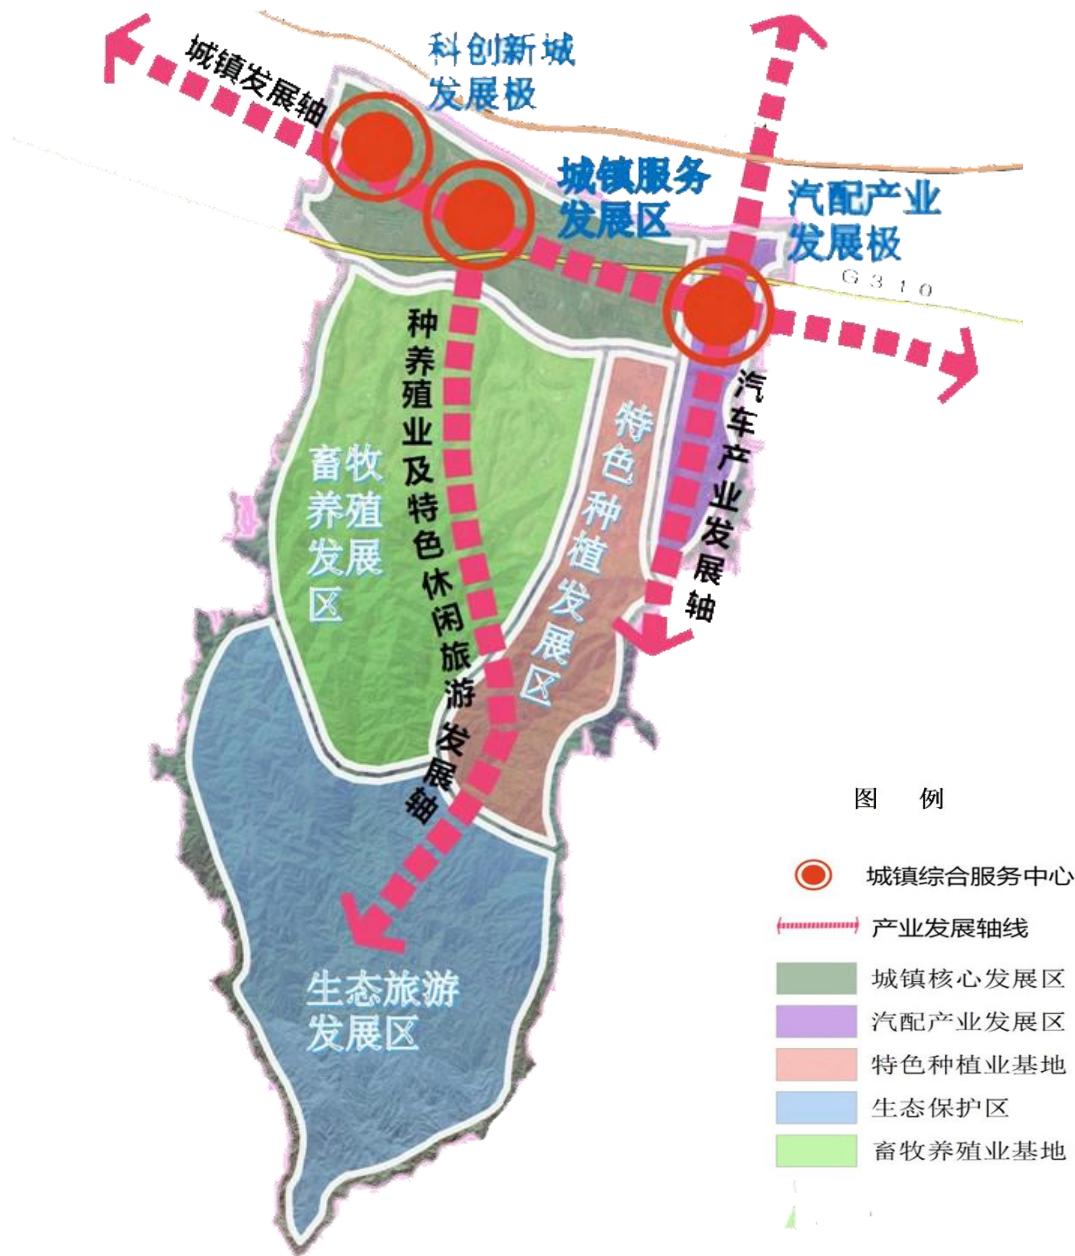 城镇发展轴
科创新城
发展极
城镇服务
发展区
汽配产业
发展极
G310
种养殖业及特色休闲旅游发展轴
汽车产业发展轴
特色种植发展区
畜牧
养殖
发展
区
生态旅游
发展区
图 例
城镇综合服务中心
产业发展轴线
城镇核心发展区
汽配产业发展区
特色种植业基地
生态保护区
畜牧养殖业基地